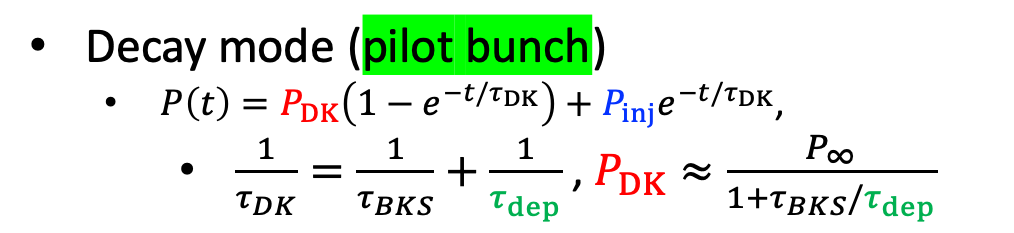 • Decay mode (pilot bunch)
• P(t) = P_DK(1 − e^{−t/τ_DK}) + P_inj e^{−t/τ_DK},
• 1/τ_DK = 1/τ_BKS + 1/τ_dep, P_DK ≈ P_∞/(1+τ_BKS/τ_dep)